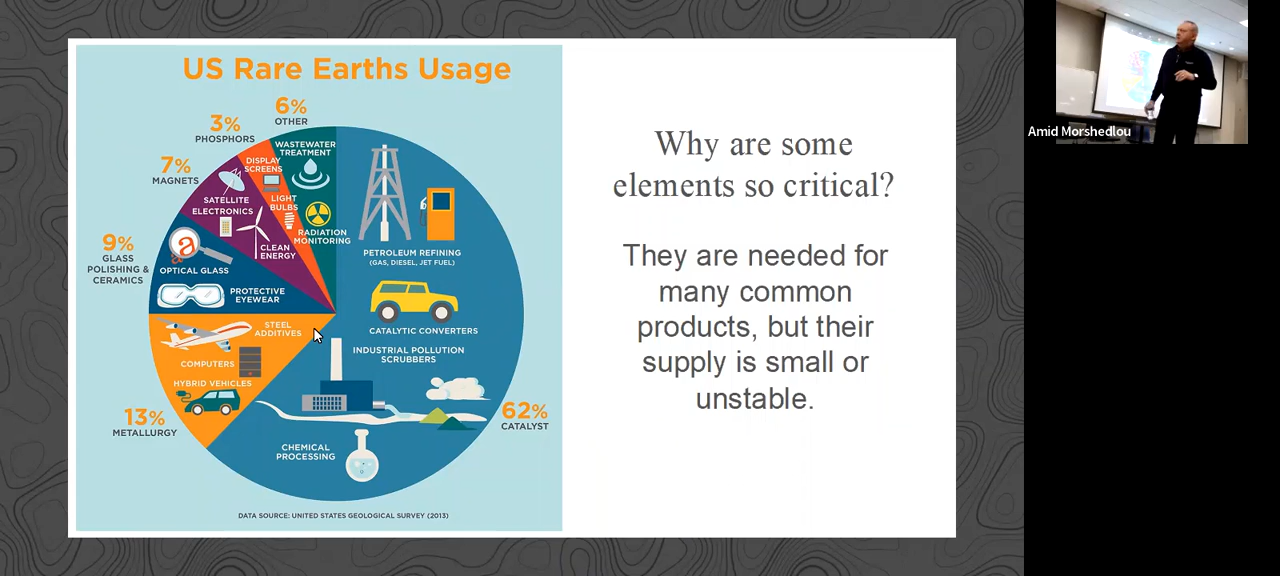 US Rare Earths Usage
6%
OTHER
3%
PHOSPHORS
7%
MAGNETS
9%
GLASS
POLISHING &
CERAMICS
13%
METALLURGY
62%
CATALYST
WASTEWATER
TREATMENT
RADIATION
MONITORING
DISPLAY
SCREENS
LIGHT
BULBS
SATELLITE
ELECTRONICS
CLEAN
ENERGY
a
OPTICAL GLASS
PROTECTIVE
EYEWEAR
STEEL
ADDITIVES
COMPUTERS
HYBRID VEHICLES
PETROLEUM REFINING
(GAS, DIESEL, JET FUEL)
CATALYTIC CONVERTERS
INDUSTRIAL POLLUTION
SCRUBBERS
CHEMICAL
PROCESSING
DATA SOURCE: UNITED STATES GEOLOGICAL SURVEY (2013)
Why are some
elements so critical?
They are needed for
many common
products, but their
supply is small or
unstable.
Amid Morshedlou